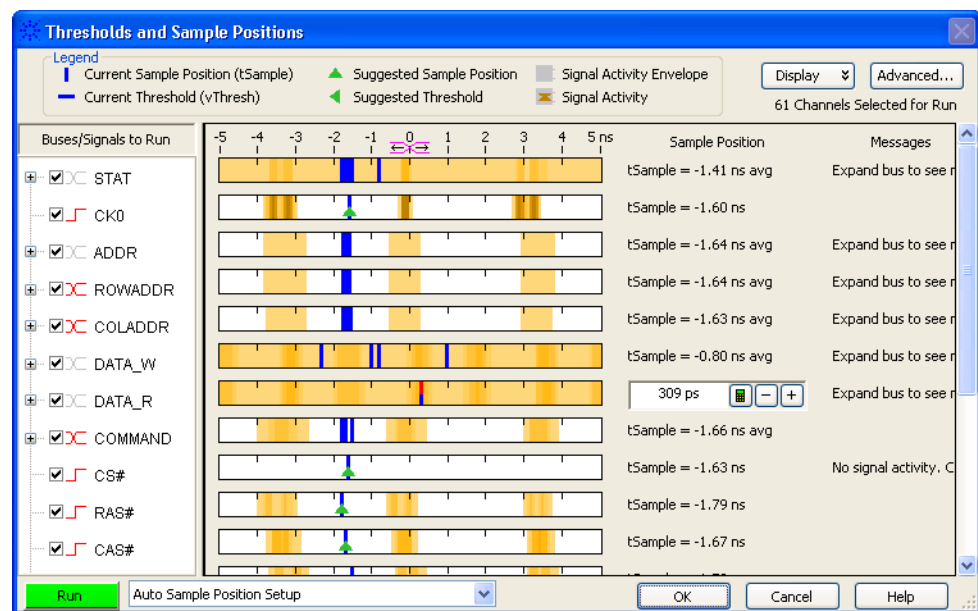 Thresholds and Sample Positions
Legend
Current Sample Position (tSample)
Suggested Sample Position
Signal Activity Envelope
Current Threshold (vThresh)
Suggested Threshold
Signal Activity
Display
Advanced...
61 Channels Selected for Run
Buses/Signals to Run
-5 -4 -3 -2 -1 0 1 2 3 4 5 ns
Sample Position
Messages
STAT
tSample = -1.41 ns avg
Expand bus to see r
CK0
tSample = -1.60 ns
ADDR
tSample = -1.64 ns avg
Expand bus to see r
ROWADDR
tSample = -1.64 ns avg
Expand bus to see r
COLADDR
tSample = -1.63 ns avg
Expand bus to see r
DATA_W
tSample = -0.80 ns avg
Expand bus to see r
DATA_R
309 ps
Expand bus to see r
COMMAND
tSample = -1.66 ns avg
CS#
tSample = -1.63 ns
No signal activity. C
RAS#
tSample = -1.79 ns
CAS#
tSample = -1.67 ns
Run
Auto Sample Position Setup
OK
Cancel
Help